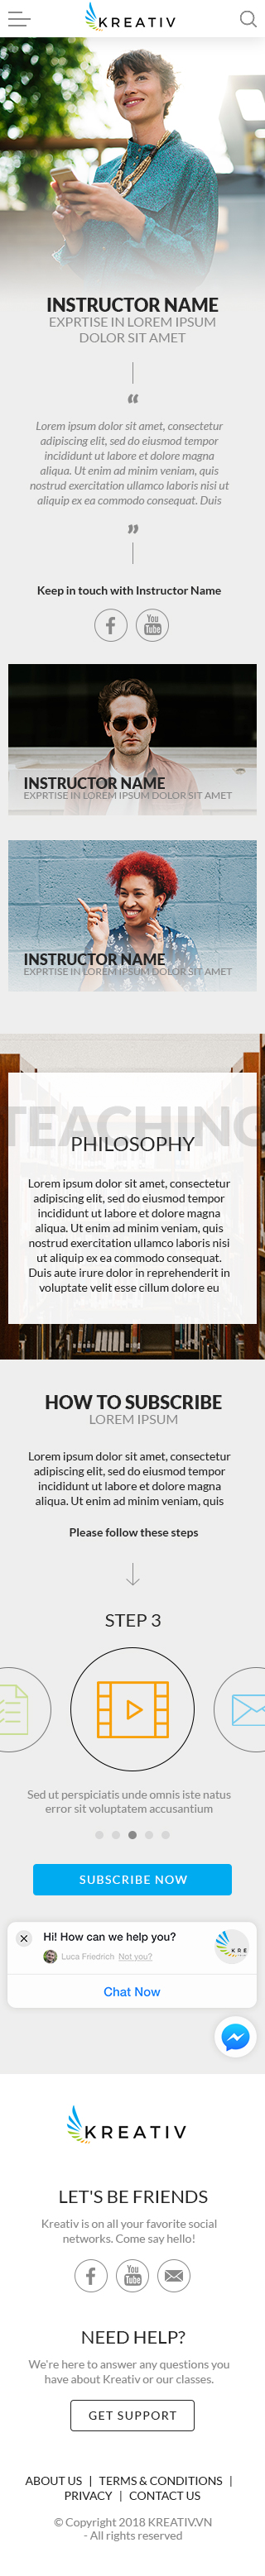 KREATIV
INSTRUCTOR NAME
EXPRTISE IN LOREM IPSUM
DOLOR SIT AMET
“
Lorem ipsum dolor sit amet, consectetur
adipiscing elit, sed do eiusmod tempor
incididunt ut labore et dolore magna
aliqua. Ut enim ad minim veniam, quis
nostrud exercitation ullamco laboris nisi ut
aliquip ex ea commodo consequat. Duis
”
Keep in touch with Instructor Name
f You Tube
INSTRUCTOR NAME
EXPRTISE IN LOREM IPSUM DOLOR SIT AMET
INSTRUCTOR NAME
EXPRTISE IN LOREM IPSUM DOLOR SIT AMET
TEACHING
PHILOSOPHY
Lorem ipsum dolor sit amet, consectetur
adipiscing elit, sed do eiusmod tempor
incididunt ut labore et dolore magna
aliqua. Ut enim ad minim veniam, quis
nostrud exercitation ullamco laboris nisi
ut aliquip ex ea commodo consequat.
Duis aute irure dolor in reprehenderit in
voluptate velit esse cillum dolore eu
HOW TO SUBSCRIBE
LOREM IPSUM
Lorem ipsum dolor sit amet, consectetur
adipiscing elit, sed do eiusmod tempor
incididunt ut labore et dolore magna
aliqua. Ut enim ad minim veniam, quis
Please follow these steps
STEP 3
Sed ut perspiciatis unde omnis iste natus
error sit voluptatem accusantium
SUBSCRIBE NOW
Hi! How can we help you?
Luca Friedrich Not you?
KRE
Chat Now
KREATIV
LET'S BE FRIENDS
Kreativ is on all your favorite social
networks. Come say hello!
f You Tube
NEED HELP?
We're here to answer any questions you
have about Kreativ or our classes.
GET SUPPORT
ABOUT US | TERMS & CONDITIONS |
PRIVACY | CONTACT US
© Copyright 2018 KREATIV.VN
- All rights reserved